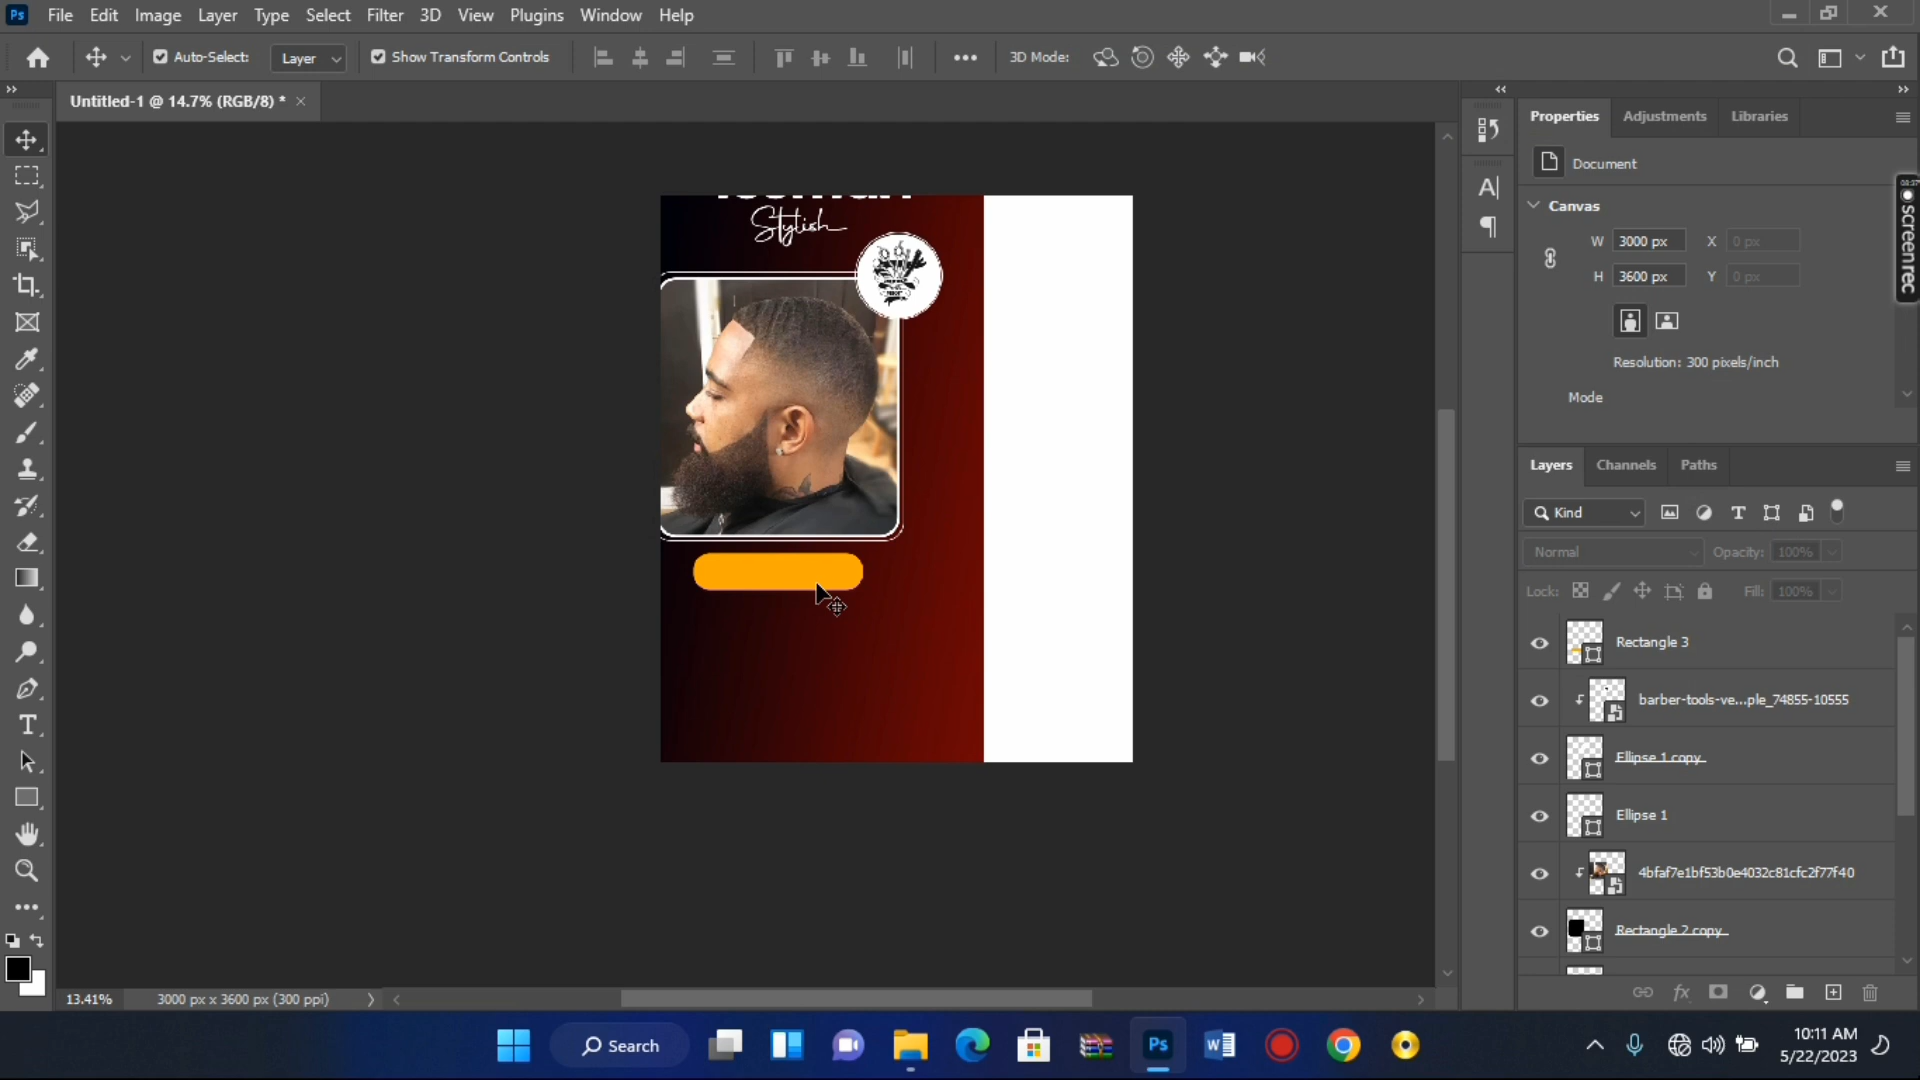 Ps File Edit Image Layer Type Select Filter 3D View Plugins Window Help
Auto-Select: Layer Show Transform Controls 3D Mode:
Untitled-1 @ 14.7% (RGB/8) *
Stylish
Properties Adjustments Libraries
Document
Canvas
W 3000 px X 0 px
H 3600 px Y 0 px
Resolution: 300 pixels/inch
Mode
screenrec
Layers Channels Paths
Kind
Normal Opacity: 100%
Lock: Fill: 100%
Rectangle 3
barber-tools-ve...ple_74855-10555
Ellipse 1 copy
Ellipse 1
4bfaf7e1bf53b0e4032c81cfc2f77f40
Rectangle 2 copy
fx
13.41% 3000 px x 3600 px (300 ppi)
Search
Ps
10:11 AM
5/22/2023